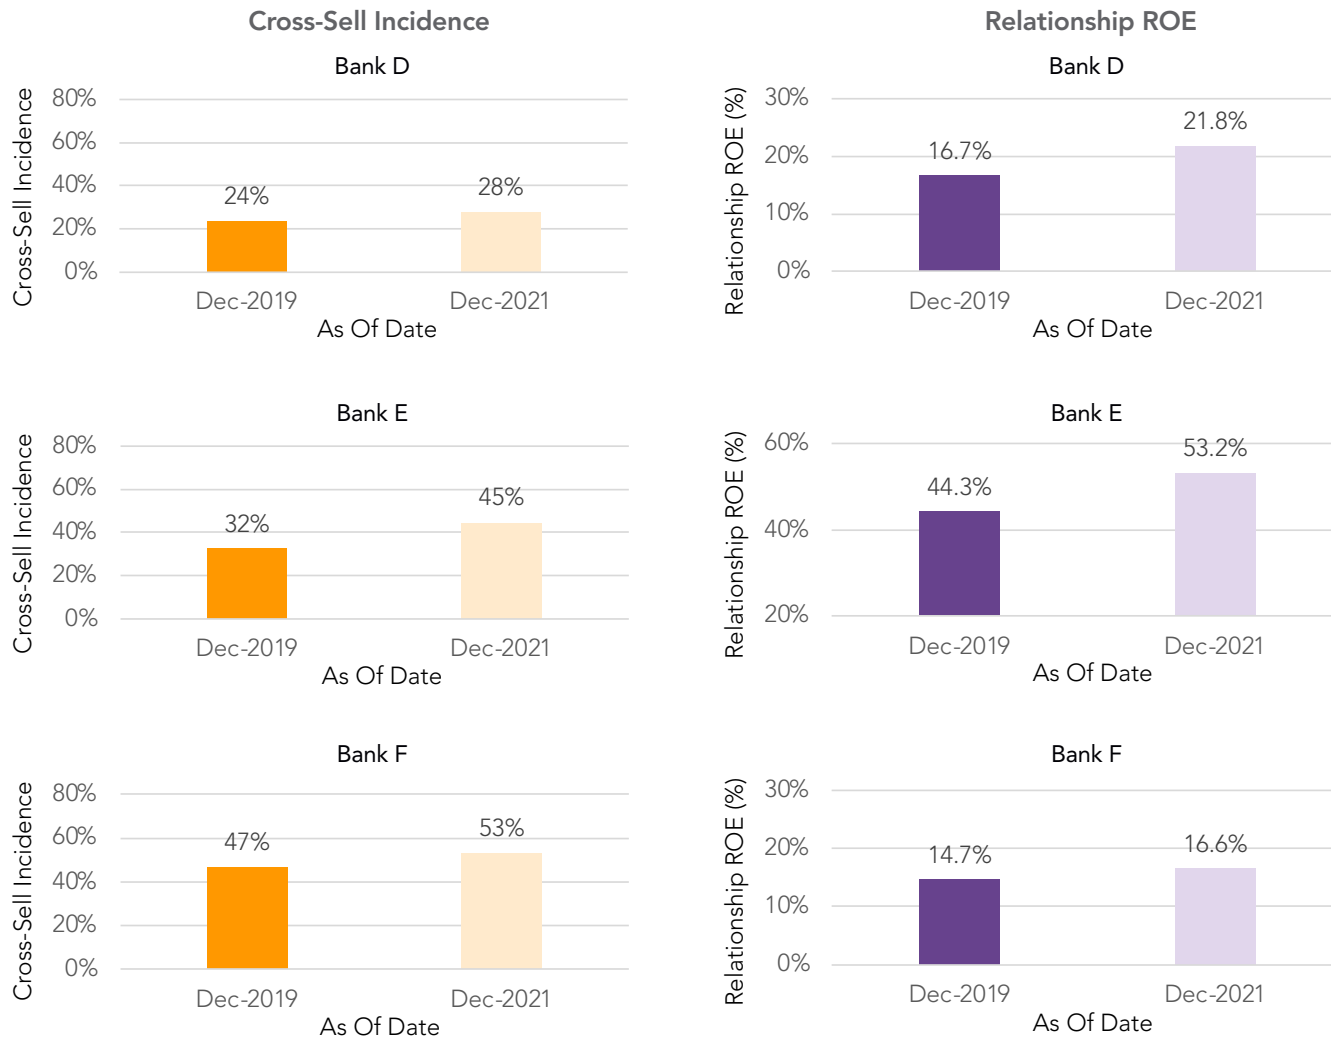 Cross-Sell Incidence
Relationship ROE
Bank D
Cross-Sell Incidence
80%
60%
40%
20%
0%
24%
28%
Dec-2019
Dec-2021
As Of Date
Bank D
Relationship ROE (%)
30%
20%
10%
0%
16.7%
21.8%
Dec-2019
Dec-2021
As Of Date
Bank E
Cross-Sell Incidence
80%
60%
40%
20%
0%
32%
45%
Dec-2019
Dec-2021
As Of Date
Bank E
Relationship ROE (%)
60%
40%
20%
44.3%
53.2%
Dec-2019
Dec-2021
As Of Date
Bank F
Cross-Sell Incidence
80%
60%
40%
20%
0%
47%
53%
Dec-2019
Dec-2021
As Of Date
Bank F
Relationship ROE (%)
30%
20%
10%
0%
14.7%
16.6%
Dec-2019
Dec-2021
As Of Date